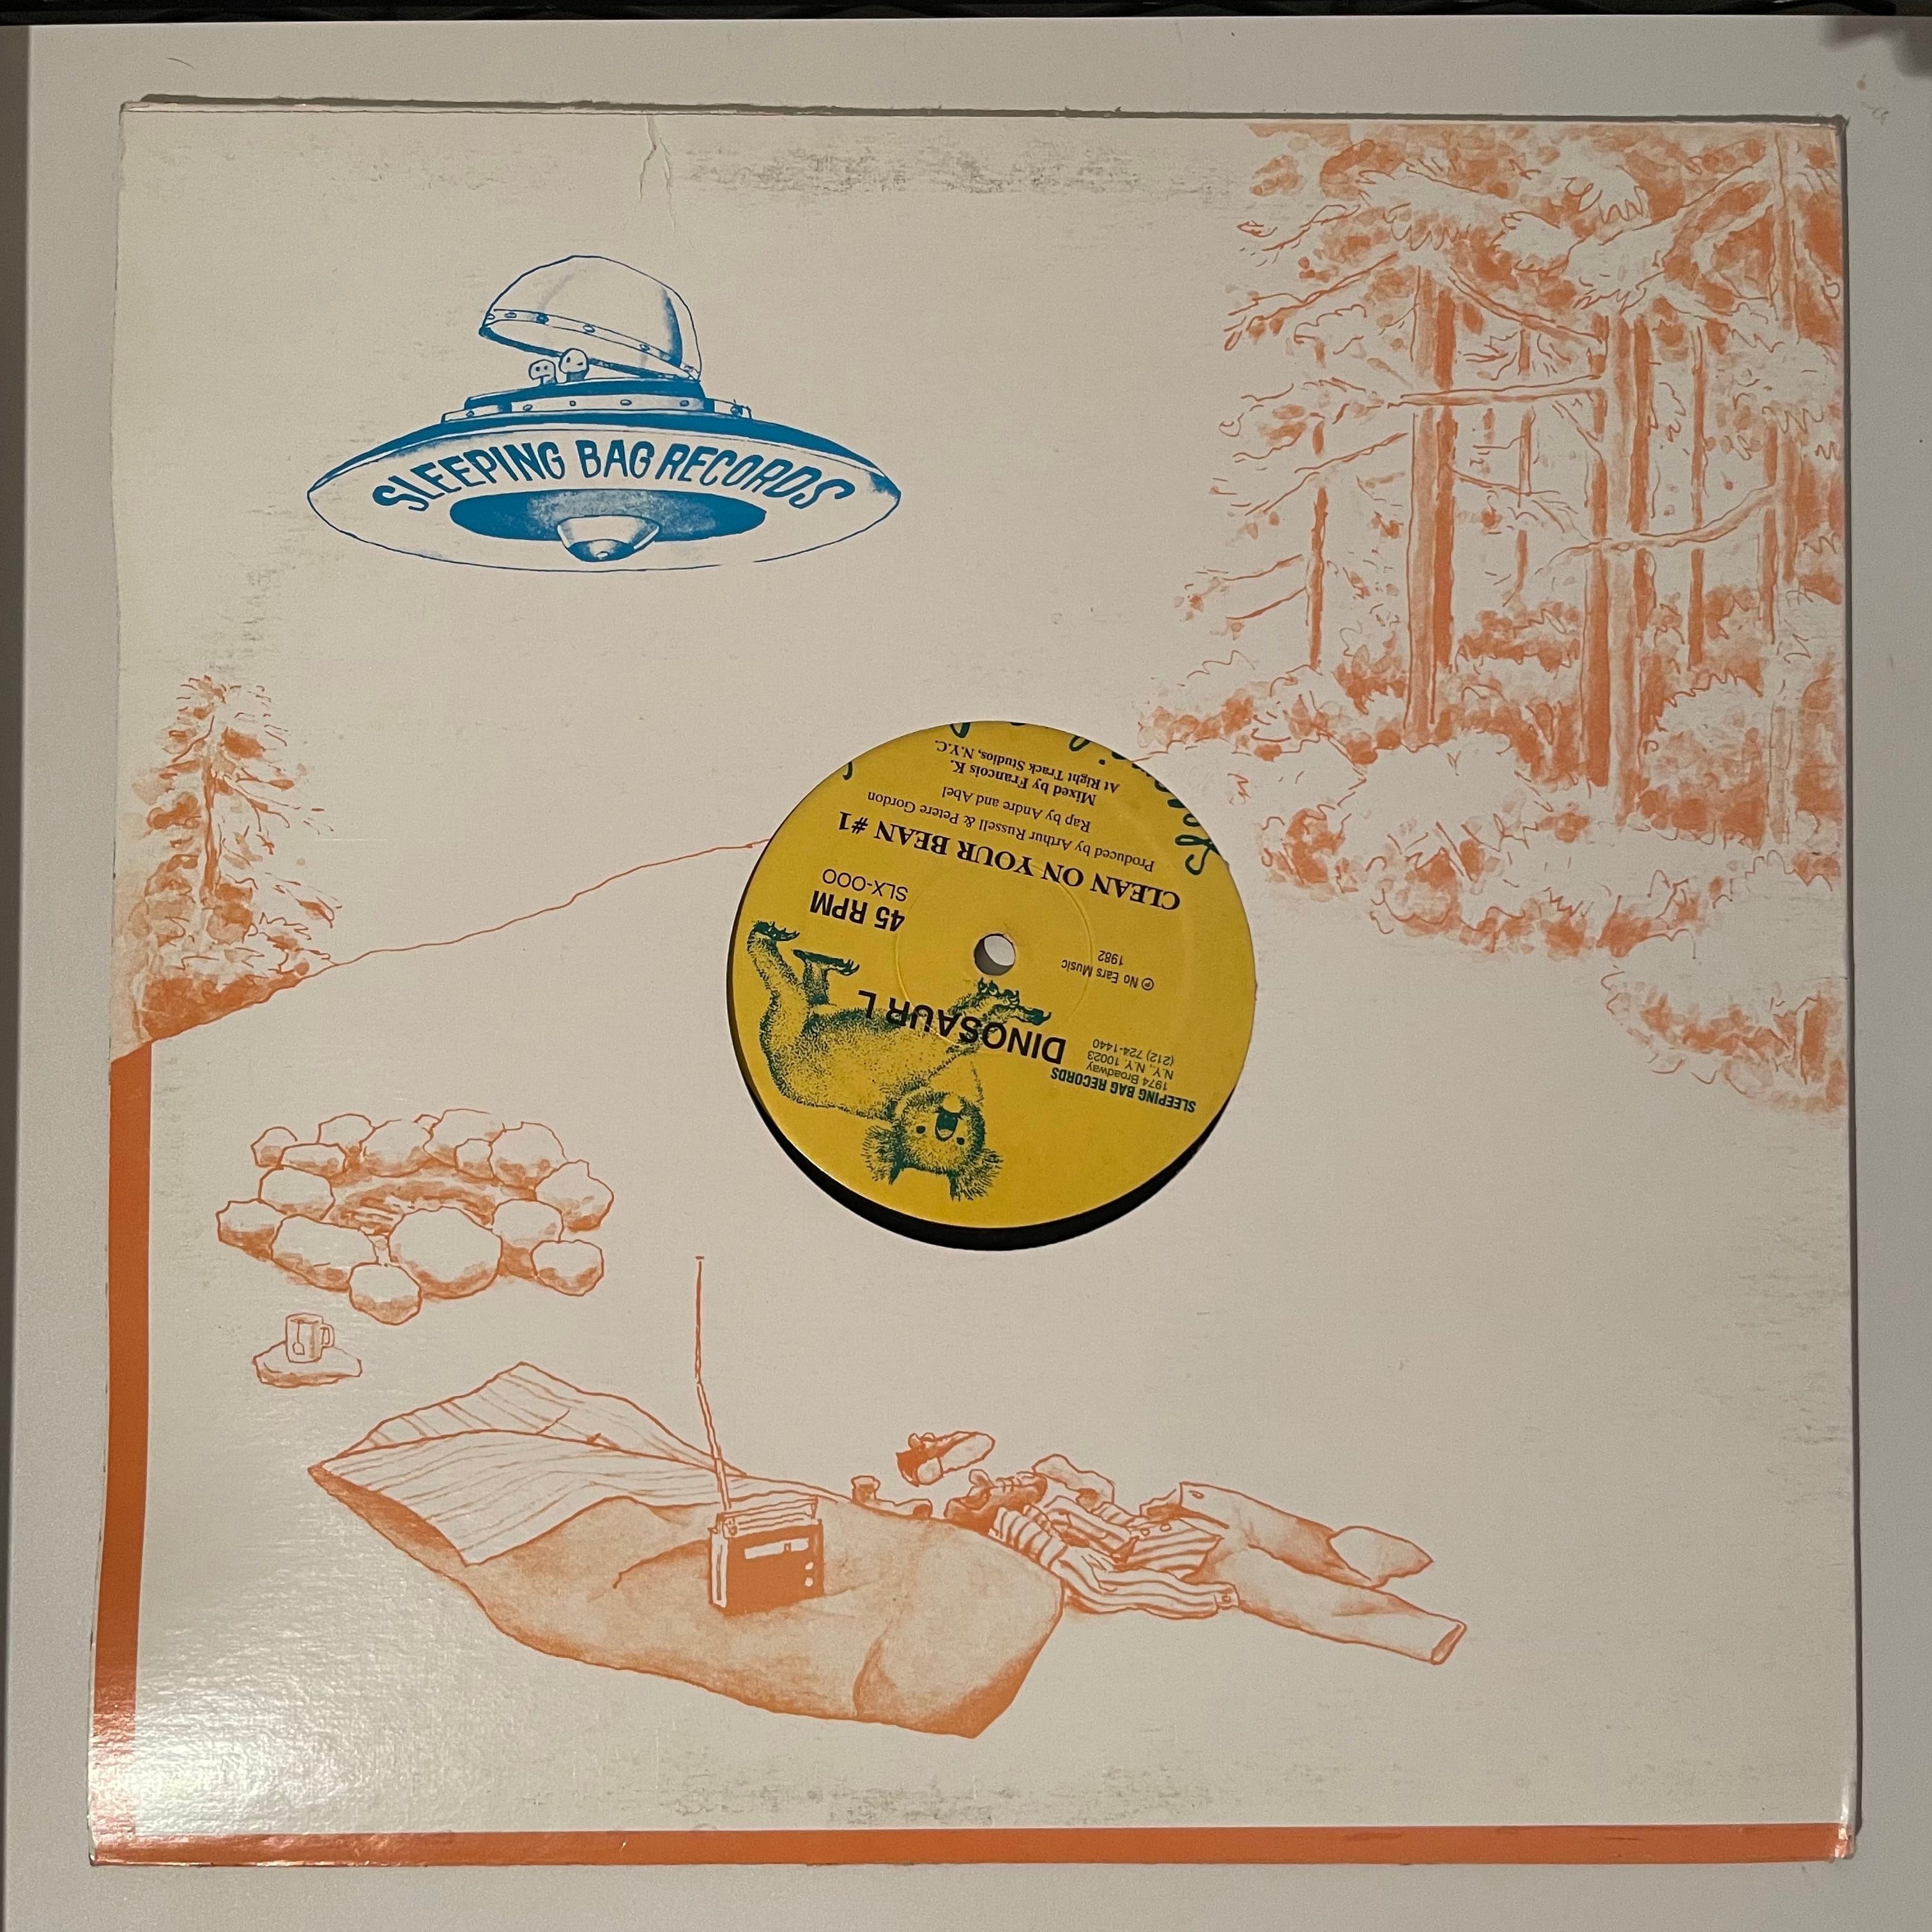 SLEEPING BAG RECORDS
SLEEPING BAG RECORDS
1974 Broadway
N.Y., N.Y. 10023
(212) 724-1440
DINOSAUR L
℗ No Ears Music
1982
45 RPM
SLX-000
CLEAN ON YOUR BEAN #1
Produced by Arthur Russell & Petere Gordon
Rap by Andre and Abel
Mixed by Francois K.
At Right Track Studios, N.Y.C.